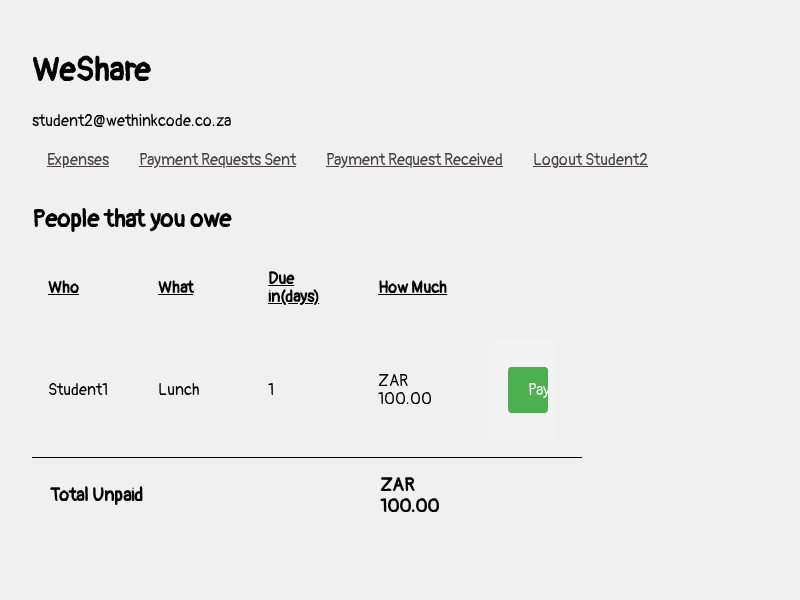 WeShare
student2@wethinkcode.co.za
Expenses Payment Requests Sent Payment Request Received Logout Student2
People that you owe
Who What Due in(days) How Much
Student1 Lunch 1 ZAR 100.00 Pay
Total Unpaid ZAR 100.00